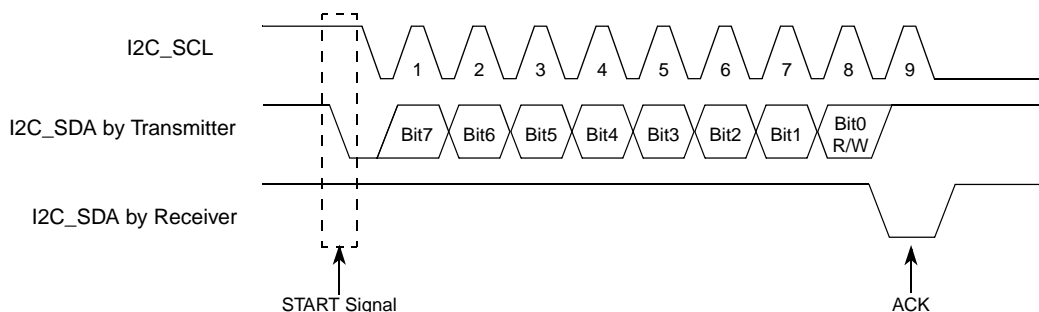 I2C_SCL
1 2 3 4 5 6 7 8 9
I2C_SDA by Transmitter
Bit7 Bit6 Bit5 Bit4 Bit3 Bit2 Bit1 Bit0
R/W
I2C_SDA by Receiver
START Signal ACK